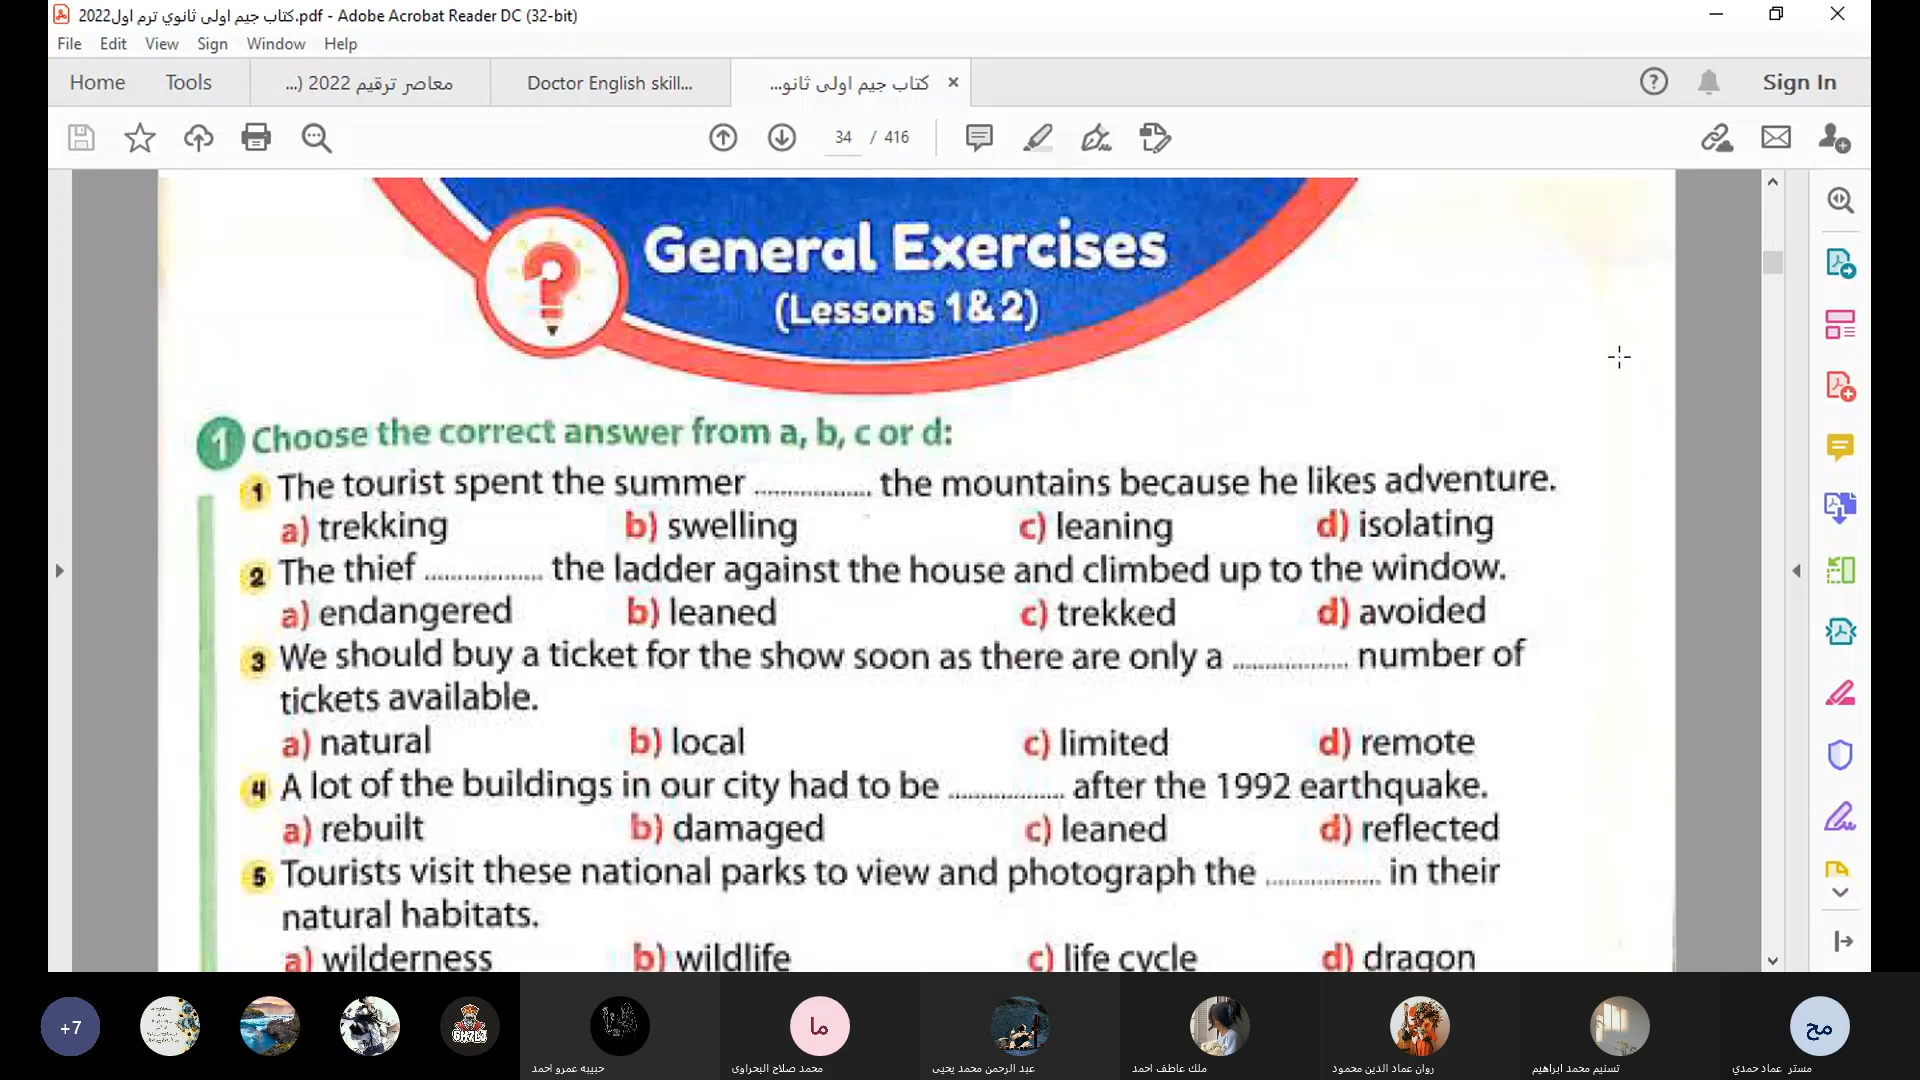 كتاب جيم اولى ثانوي ترم اول2022.pdf - Adobe Acrobat Reader DC (32-bit)
File Edit View Sign Window Help
Home Tools معاصر ترقيم 2022 (... Doctor English skill... كتاب جيم اولى ثانو... × Sign In
34 / 416
General Exercises
(Lessons 1&2)
1 Choose the correct answer from a, b, c or d:
1 The tourist spent the summer .................. the mountains because he likes adventure.
a) trekking b) swelling c) leaning d) isolating
2 The thief .................. the ladder against the house and climbed up to the window.
a) endangered b) leaned c) trekked d) avoided
3 We should buy a ticket for the show soon as there are only a .................. number of
tickets available.
a) natural b) local c) limited d) remote
4 A lot of the buildings in our city had to be .................. after the 1992 earthquake.
a) rebuilt b) damaged c) leaned d) reflected
5 Tourists visit these national parks to view and photograph the .................. in their
natural habitats.
a) wilderness b) wildlife c) life cycle d) dragon
+7 ما مح
حبيبه عمرو احمد محمد صلاح البحراوى عبد الرحمن محمد يحيى ملك عاطف احمد روان عماد الدين محمود تسنيم محمد ابراهيم مستر عماد حمدي